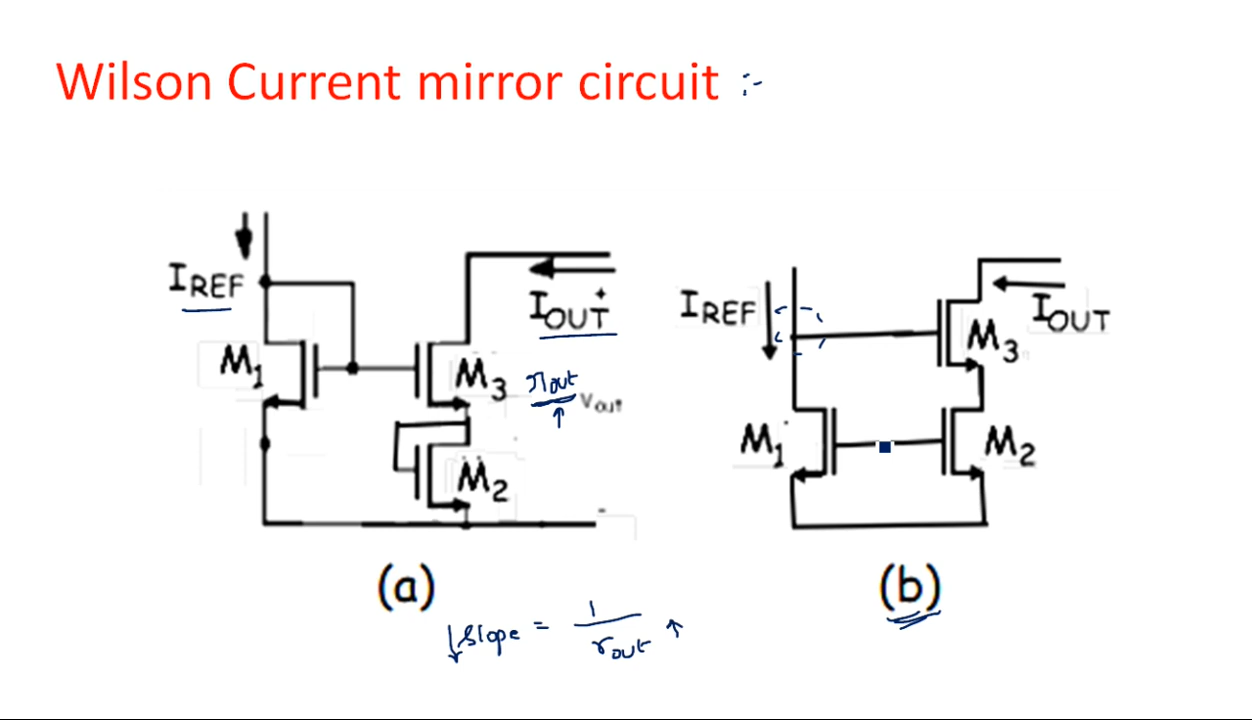 Wilson Current mirror circuit :-
IREF
IOUT
M1
M3
rout
Vout
M2
(a)
IREF
IOUT
M3
M1
M2
(b)
↓slope = 1/rout ↑